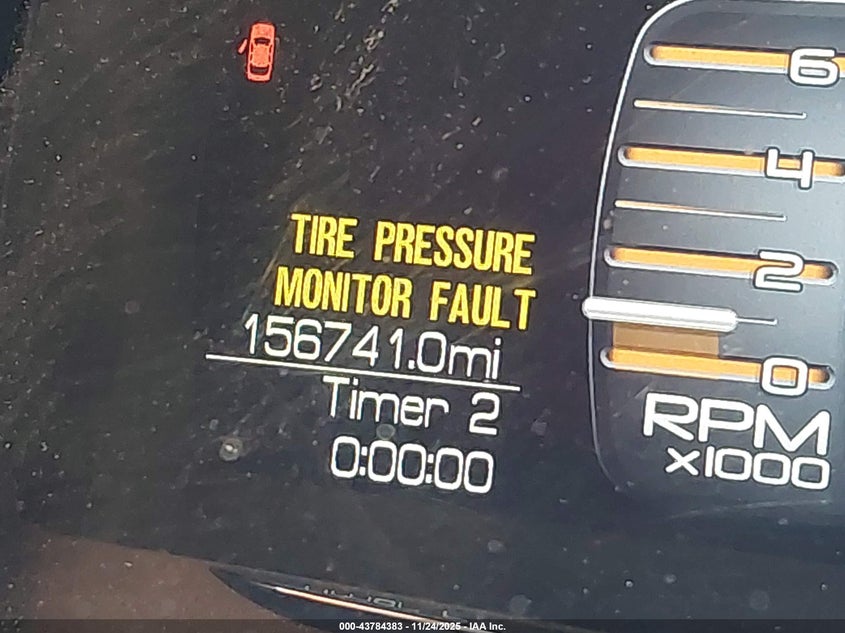 TIRE PRESSURE
MONITOR FAULT
156741.0mi
Timer 2
0:00:00
6
4
2
0
RPM
x1000
000-43784383 - 11/24/2025 - IAA Inc.